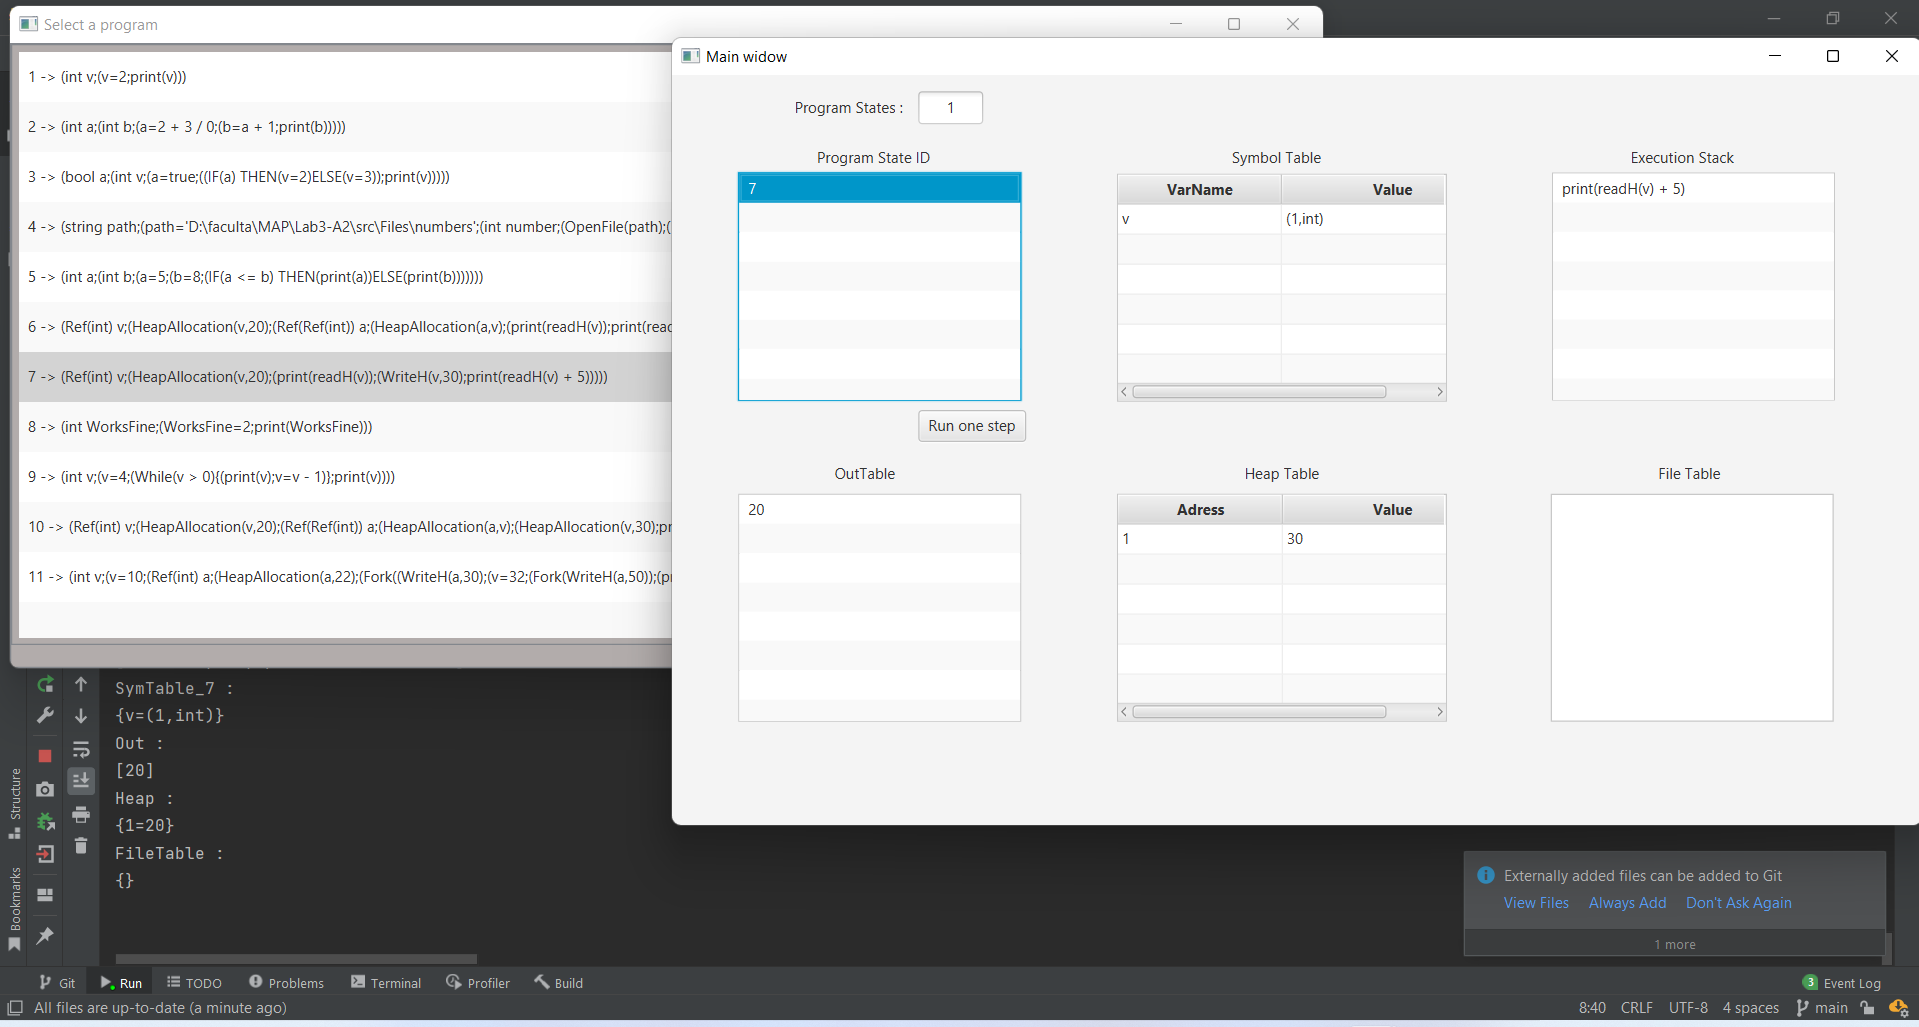 Select a program
1 -> (int v;(v=2;print(v)))
2 -> (int a;(int b;(a=2 + 3 / 0;(b=a + 1;print(b)))))
3 -> (bool a;(int v;(a=true;((IF(a) THEN(v=2)ELSE(v=3));print(v)))))
4 -> (string path;(path='D:\faculta\MAP\Lab3-A2\src\Files\numbers';(int number;(OpenFile(path);(
5 -> (int a;(int b;(a=5;(b=8;(IF(a <= b) THEN(print(a))ELSE(print(b)))))))
6 -> (Ref(int) v;(HeapAllocation(v,20);(Ref(Ref(int)) a;(HeapAllocation(a,v);(print(readH(v));print(read
7 -> (Ref(int) v;(HeapAllocation(v,20);(print(readH(v));(WriteH(v,30);print(readH(v) + 5)))))
8 -> (int WorksFine;(WorksFine=2;print(WorksFine)))
9 -> (int v;(v=4;(While(v > 0){(print(v);v=v - 1)};print(v))))
10 -> (Ref(int) v;(HeapAllocation(v,20);(Ref(Ref(int)) a;(HeapAllocation(a,v);(HeapAllocation(v,30);pr
11 -> (int v;(v=10;(Ref(int) a;(HeapAllocation(a,22);(Fork((WriteH(a,30);(v=32;(Fork(WriteH(a,50));(p
Main widow
Program States : 1
Program State ID
7
Symbol Table
VarName Value
v (1,int)
Execution Stack
print(readH(v) + 5)
Run one step
OutTable
20
Heap Table
Adress Value
1 30
File Table
SymTable_7 :
{v=(1,int)}
Out :
[20]
Heap :
{1=20}
FileTable :
{}
Structure
Bookmarks
Externally added files can be added to Git
View Files Always Add Don't Ask Again
1 more
Git Run TODO Problems Terminal Profiler Build
3 Event Log
All files are up-to-date (a minute ago)
8:40 CRLF UTF-8 4 spaces main